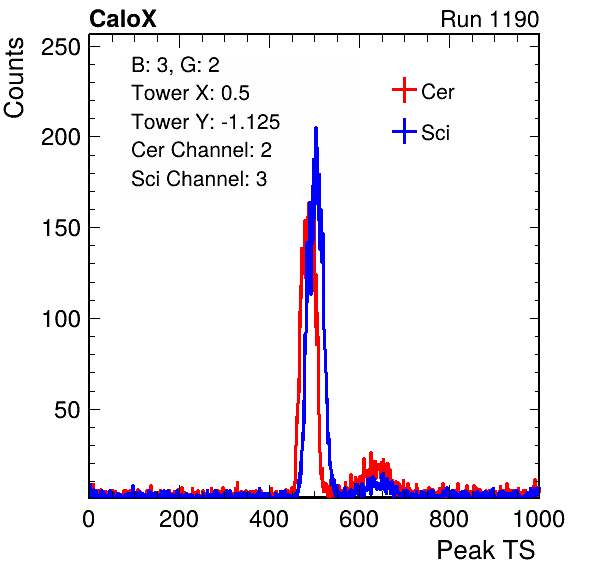 CaloX Run 1190
Counts
250
200
150
100
50
B: 3, G: 2
Tower X: 0.5
Tower Y: -1.125
Cer Channel: 2
Sci Channel: 3
Cer
Sci
0 200 400 600 800 1000
Peak TS